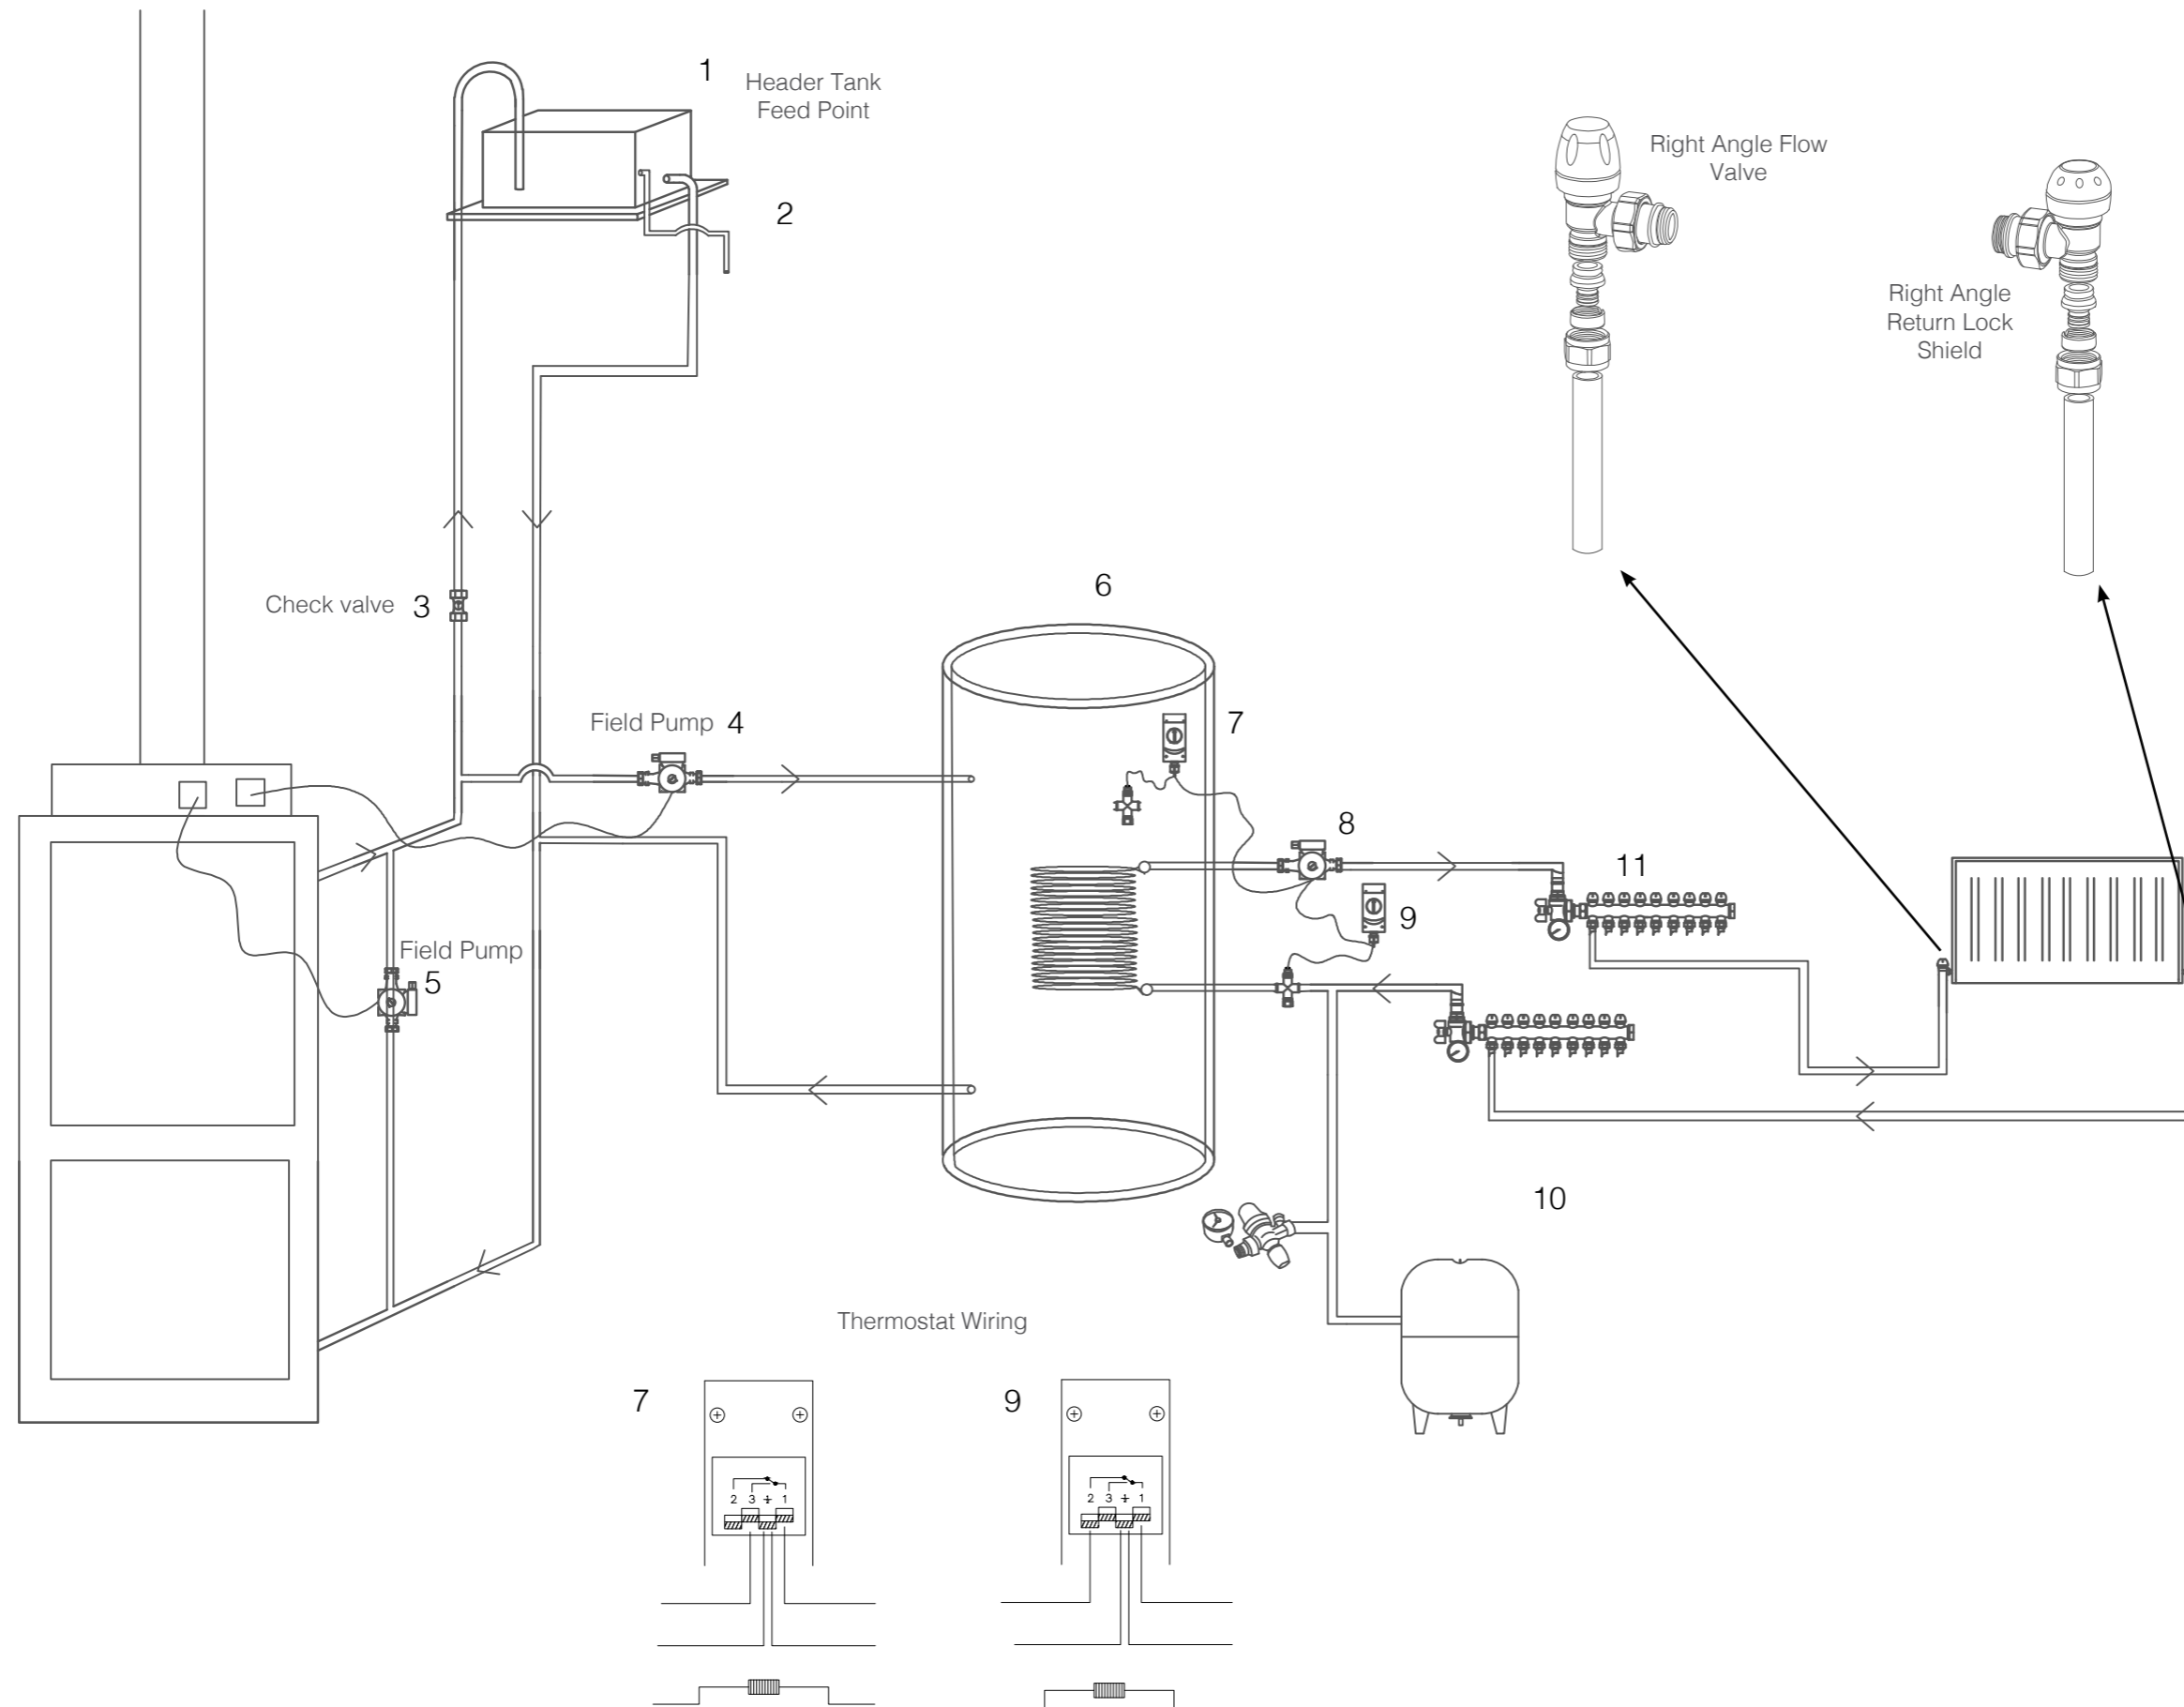 1
Header Tank
Feed Point
2
Right Angle Flow
Valve
Right Angle
Return Lock
Shield
Check valve 3
6
Field Pump 4
7
8
11
9
Field Pump
5
10
Thermostat Wiring
7
9
2 3 ⏚ 1
2 3 ⏚ 1